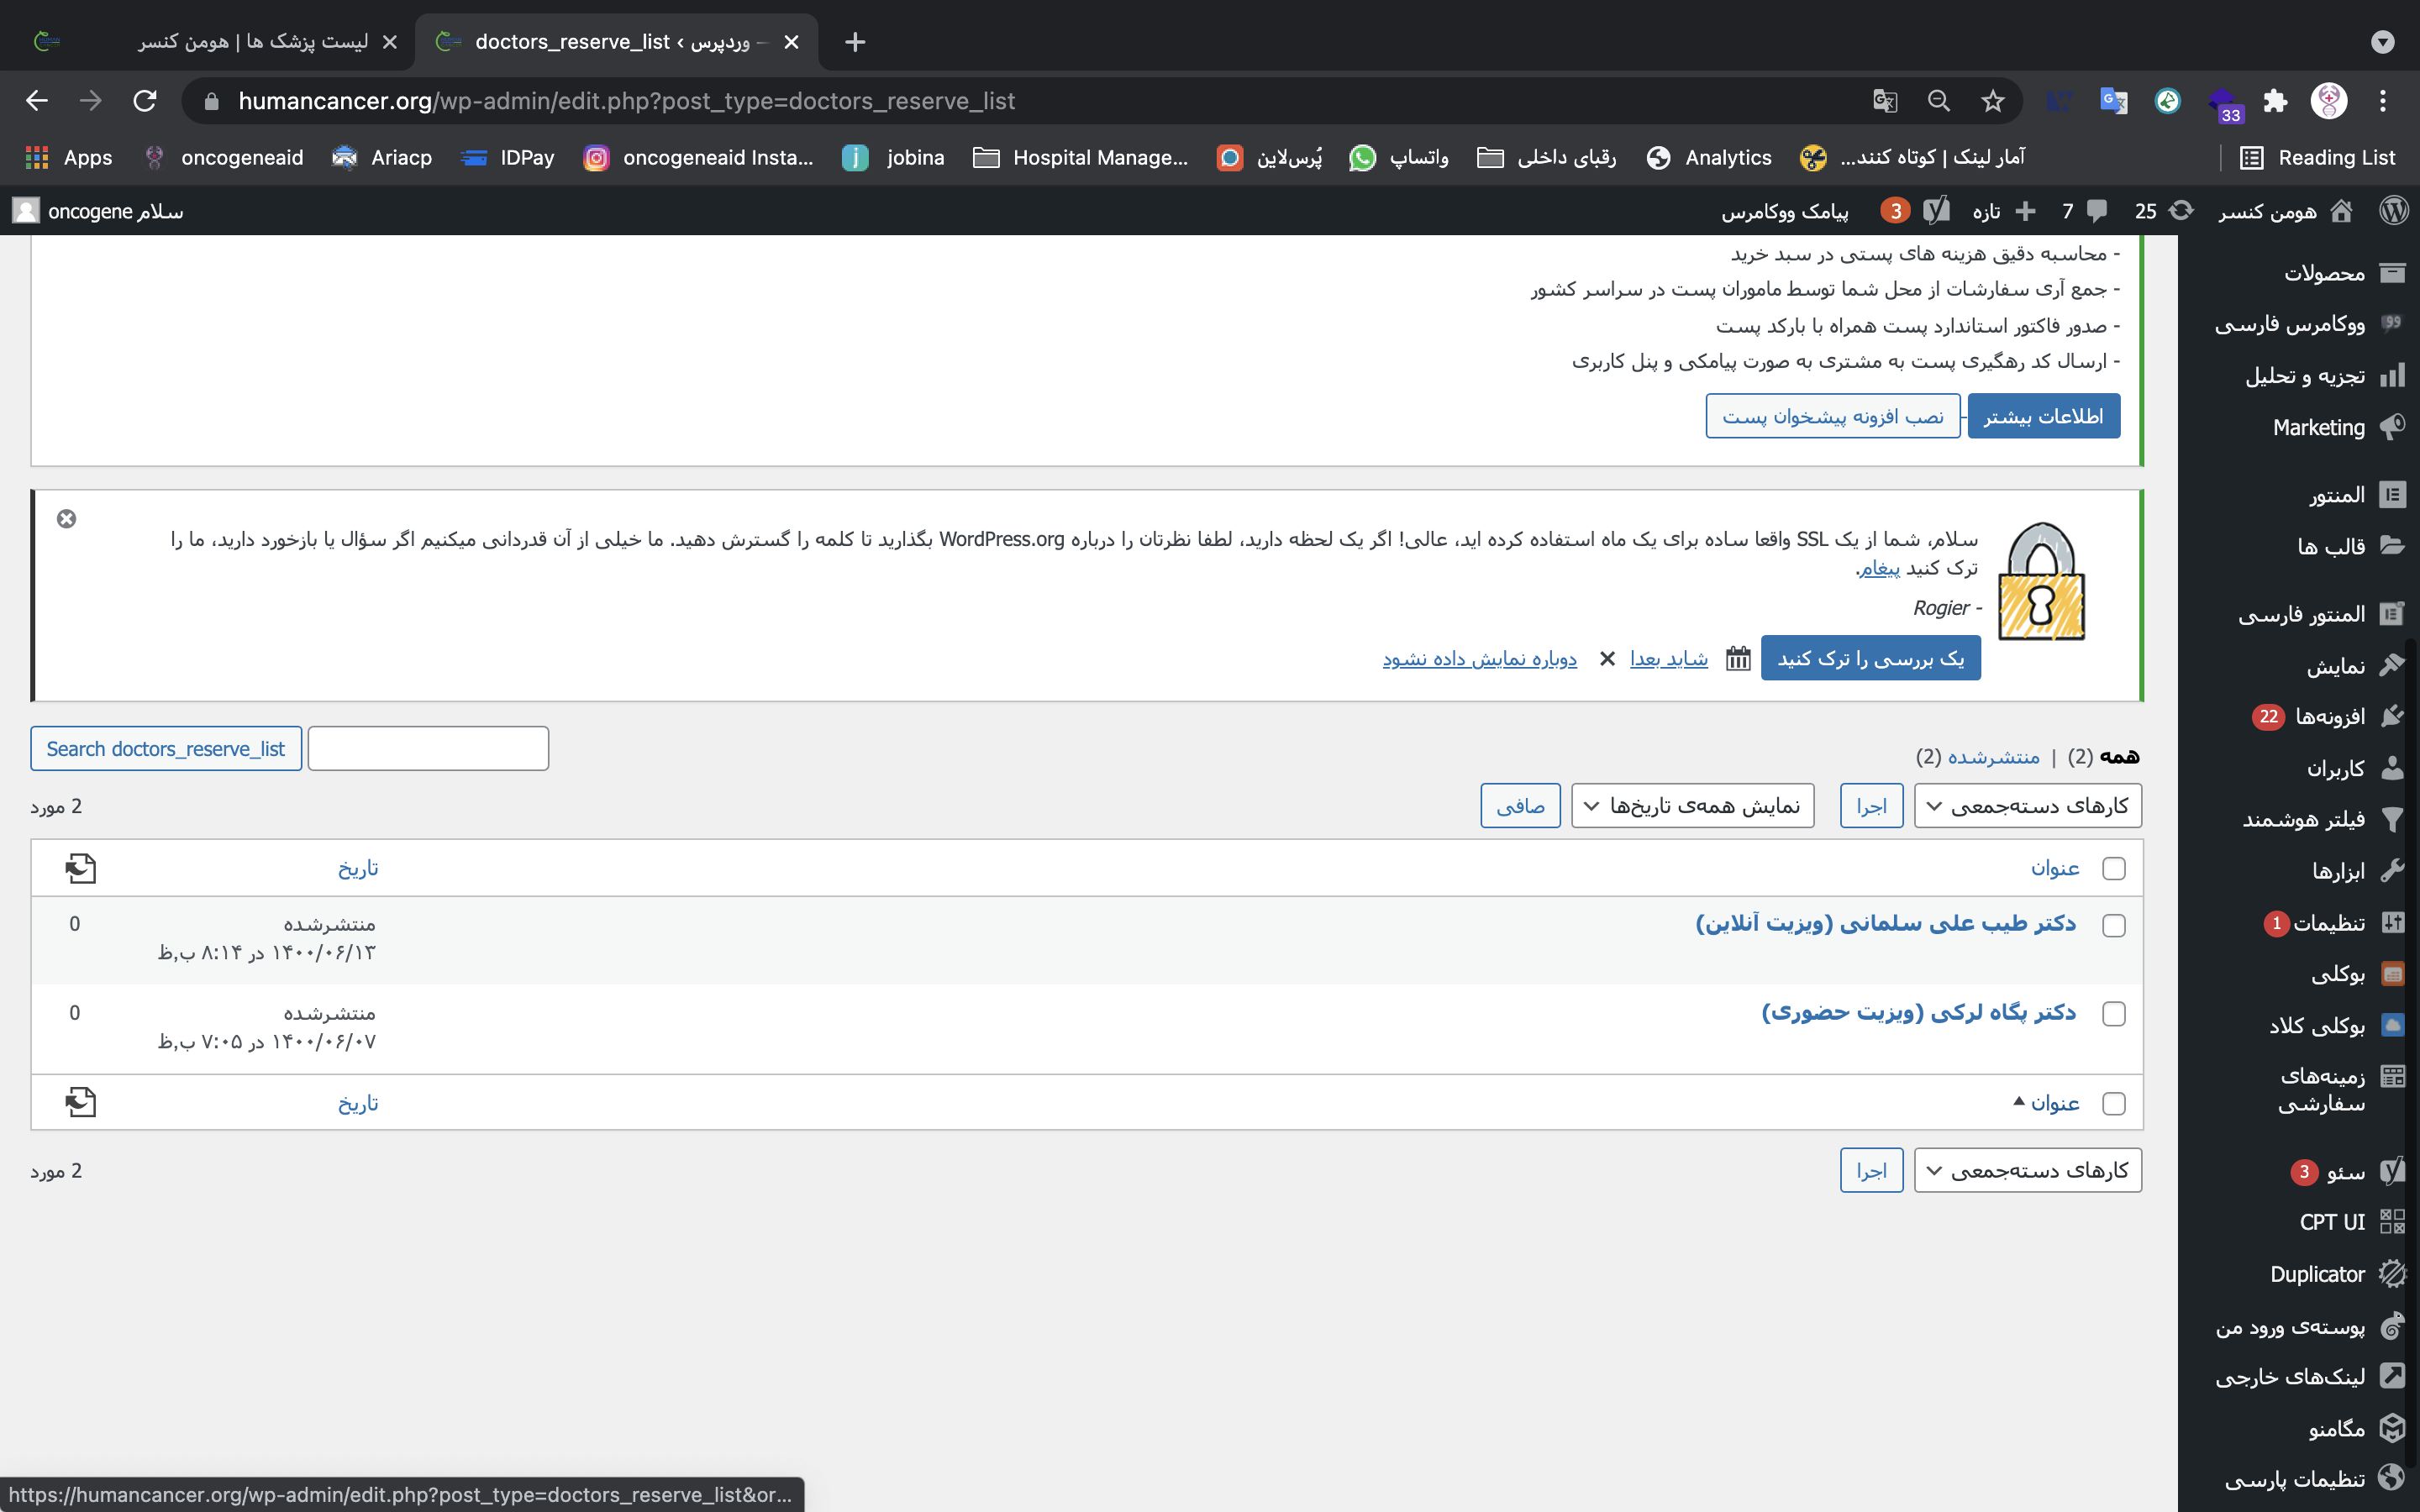 لیست پزشک ها | هومن کنسر
doctors_reserve_list ‹ وردپرس —
humancancer.org/wp-admin/edit.php?post_type=doctors_reserve_list
33
Apps
oncogeneaid
Ariacp
IDPay
oncogeneaid Insta...
jobina
Hospital Manage...
پُرس‌لاین
واتساپ
رقبای داخلی
Analytics
آمار لینک | کوتاه کنند...
Reading List
هومن کنسر
25
7
تازه
3
پیامک ووکامرس
سلام oncogene
محصولات
ووکامرس فارسی
تجزیه و تحلیل
Marketing
المنتور
قالب ها
المنتور فارسی
نمایش
افزونه‌ها 22
کاربران
فیلتر هوشمند
ابزارها
تنظیمات 1
بوکلی
بوکلی کلاد
زمینه‌های
سفارشی
سئو 3
CPT UI
Duplicator
پوسته‌ی ورود من
لینک‌های خارجی
مگامنو
تنظیمات پارسی
- محاسبه دقیق هزینه های پستی در سبد خرید
- جمع آری سفارشات از محل شما توسط ماموران پست در سراسر کشور
- صدور فاکتور استاندارد پست همراه با بارکد پست
- ارسال کد رهگیری پست به مشتری به صورت پیامکی و پنل کاربری
اطلاعات بیشتر - نصب افزونه پیشخوان پست
سلام، شما از یک SSL واقعا ساده برای یک ماه استفاده کرده اید، عالی! اگر یک لحظه دارید، لطفا نظرتان را درباره WordPress.org بگذارید تا کلمه را گسترش دهید. ما خیلی از آن قدردانی میکنیم اگر سؤال یا بازخورد دارید، ما را
ترک کنید پیغام.
- Rogier
یک بررسی را ترک کنید شاید بعدا دوباره نمایش داده نشود
همه (2) | منتشرشده (2)
Search doctors_reserve_list
کارهای دسته‌جمعی اجرا نمایش همه‌ی تاریخ‌ها صافی
2 مورد
عنوان تاریخ
دکتر طیب علی سلمانی (ویزیت آنلاین) منتشرشده 0
۱۴۰۰/۰۶/۱۳ در ۸:۱۴ ب.ظ
دکتر پگاه لرکی (ویزیت حضوری) منتشرشده 0
۱۴۰۰/۰۶/۰۷ در ۷:۰۵ ب.ظ
عنوان تاریخ
کارهای دسته‌جمعی اجرا
2 مورد
https://humancancer.org/wp-admin/edit.php?post_type=doctors_reserve_list&or...